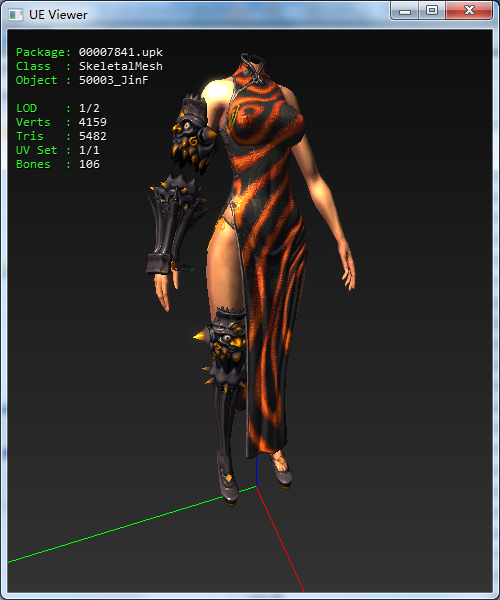 UE Viewer
Package: 00007841.upk
Class : SkeletalMesh
Object : 50003_JinF
LOD : 1/2
Verts : 4159
Tris : 5482
UV Set : 1/1
Bones : 106